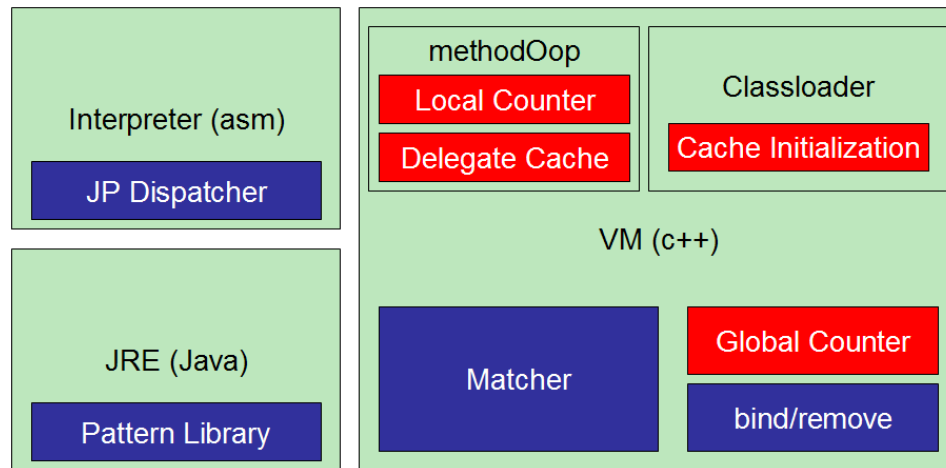 Interpreter (asm)
JP Dispatcher
JRE (Java)
Pattern Library
methodOop
Local Counter
Delegate Cache
Classloader
Cache Initialization
VM (c++)
Matcher
Global Counter
bind/remove